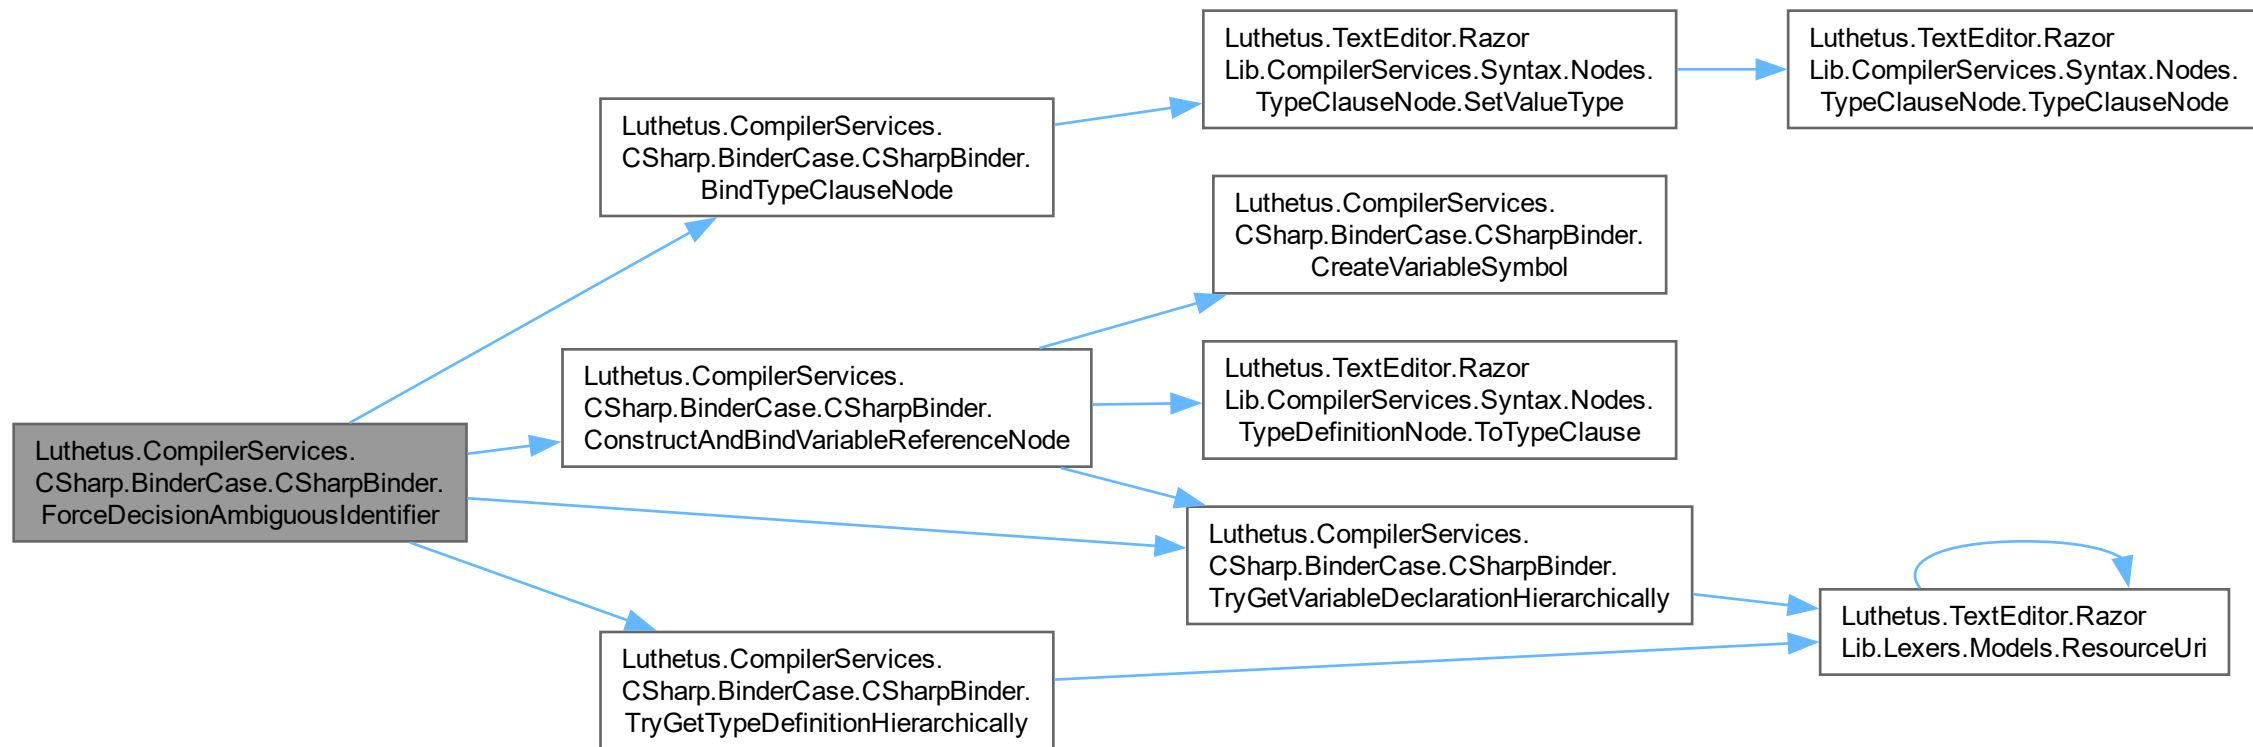 Luthetus.TextEditor.Razor
Lib.CompilerServices.Syntax.Nodes.
TypeClauseNode.SetValueType
Luthetus.TextEditor.Razor
Lib.CompilerServices.Syntax.Nodes.
TypeClauseNode.TypeClauseNode
Luthetus.CompilerServices.
CSharp.BinderCase.CSharpBinder.
BindTypeClauseNode
Luthetus.CompilerServices.
CSharp.BinderCase.CSharpBinder.
CreateVariableSymbol
Luthetus.CompilerServices.
CSharp.BinderCase.CSharpBinder.
ConstructAndBindVariableReferenceNode
Luthetus.TextEditor.Razor
Lib.CompilerServices.Syntax.Nodes.
TypeDefinitionNode.ToTypeClause
Luthetus.CompilerServices.
CSharp.BinderCase.CSharpBinder.
ForceDecisionAmbiguousIdentifier
Luthetus.CompilerServices.
CSharp.BinderCase.CSharpBinder.
TryGetVariableDeclarationHierarchically
Luthetus.TextEditor.Razor
Lib.Lexers.Models.ResourceUri
Luthetus.CompilerServices.
CSharp.BinderCase.CSharpBinder.
TryGetTypeDefinitionHierarchically